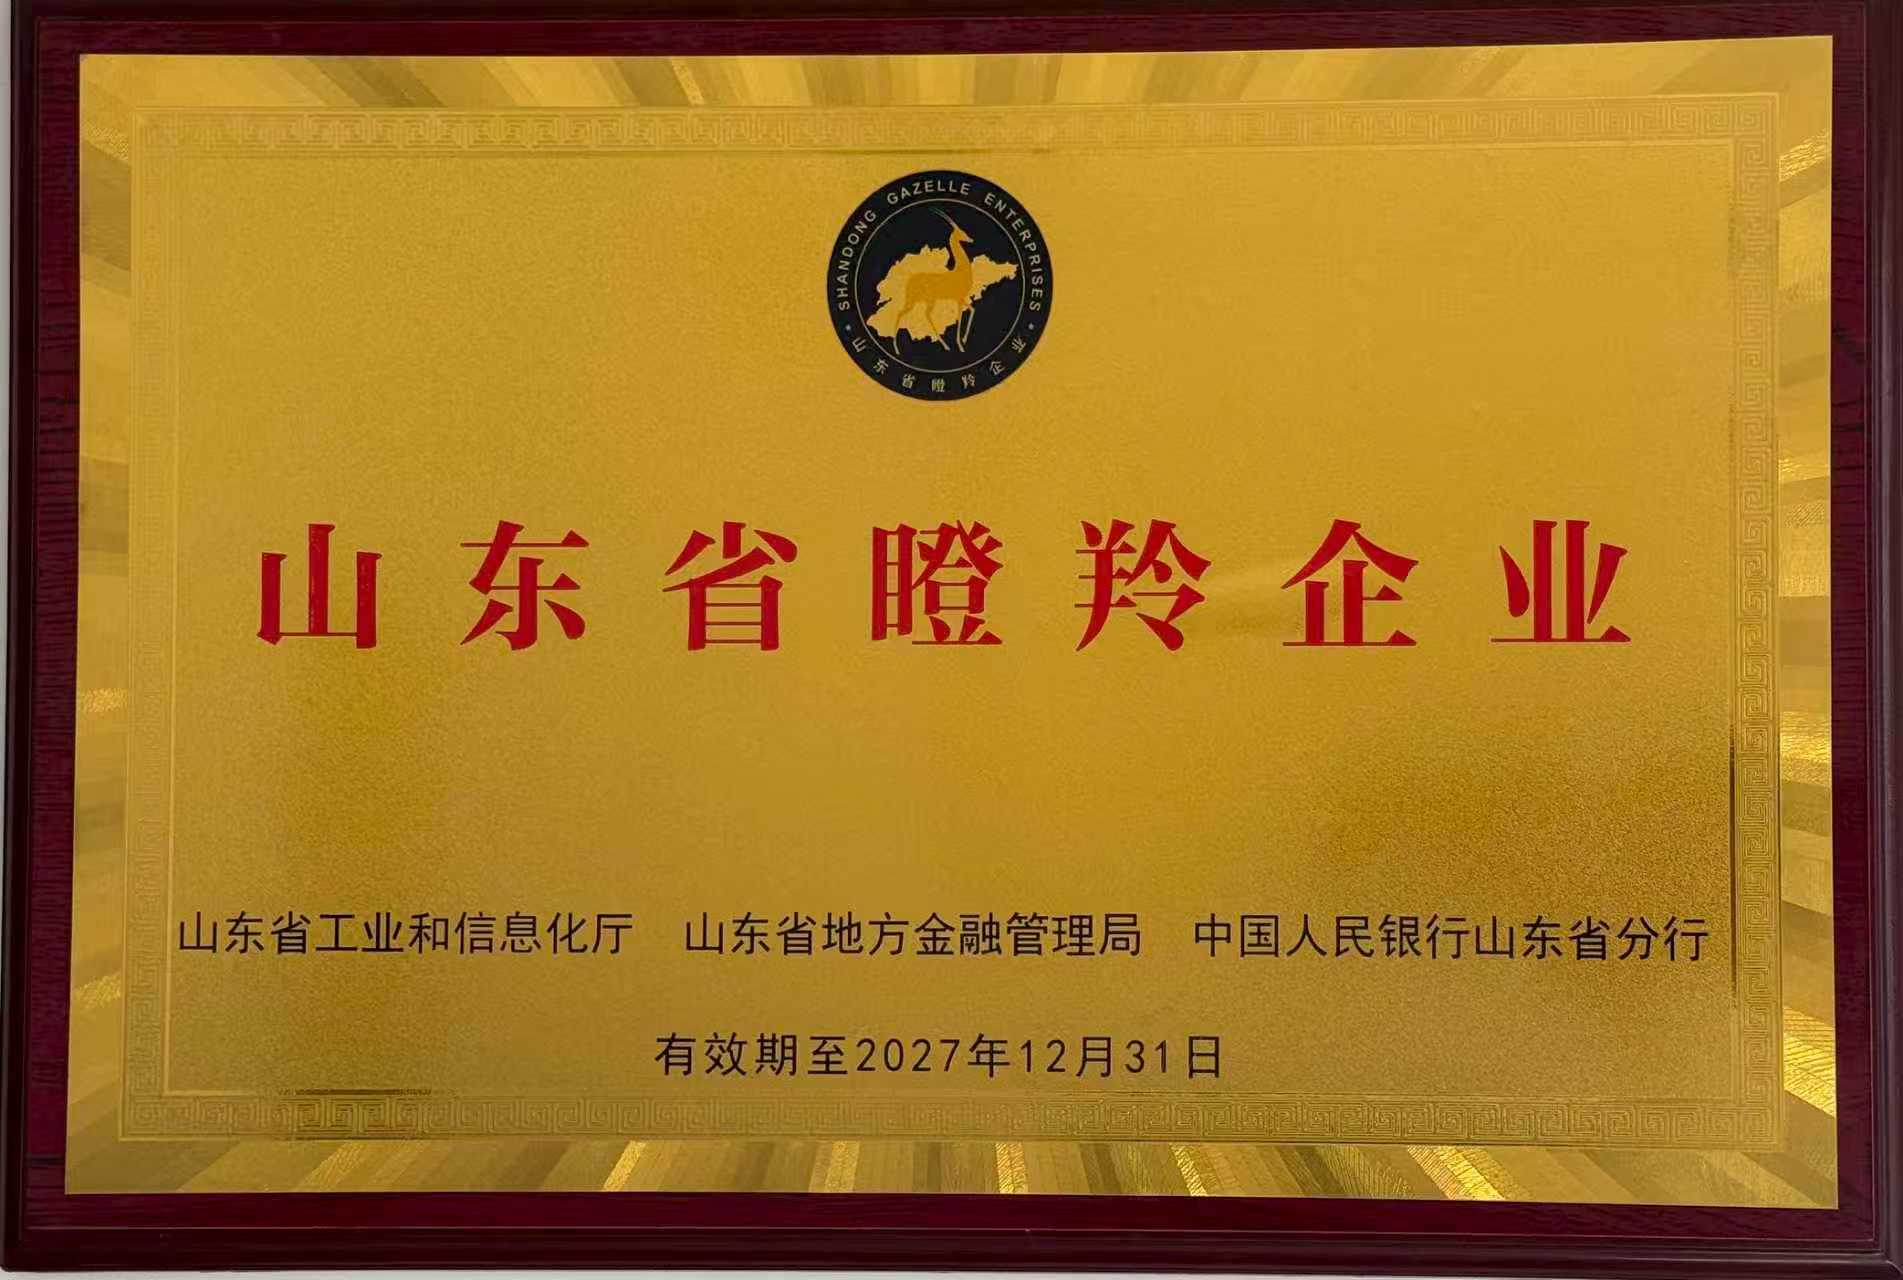 SHANDONG GAZELLE ENTERPRISES
山东省瞪羚企业
山东省瞪羚企业
山东省工业和信息化厅 山东省地方金融管理局 中国人民银行山东省分行
有效期至2027年12月31日